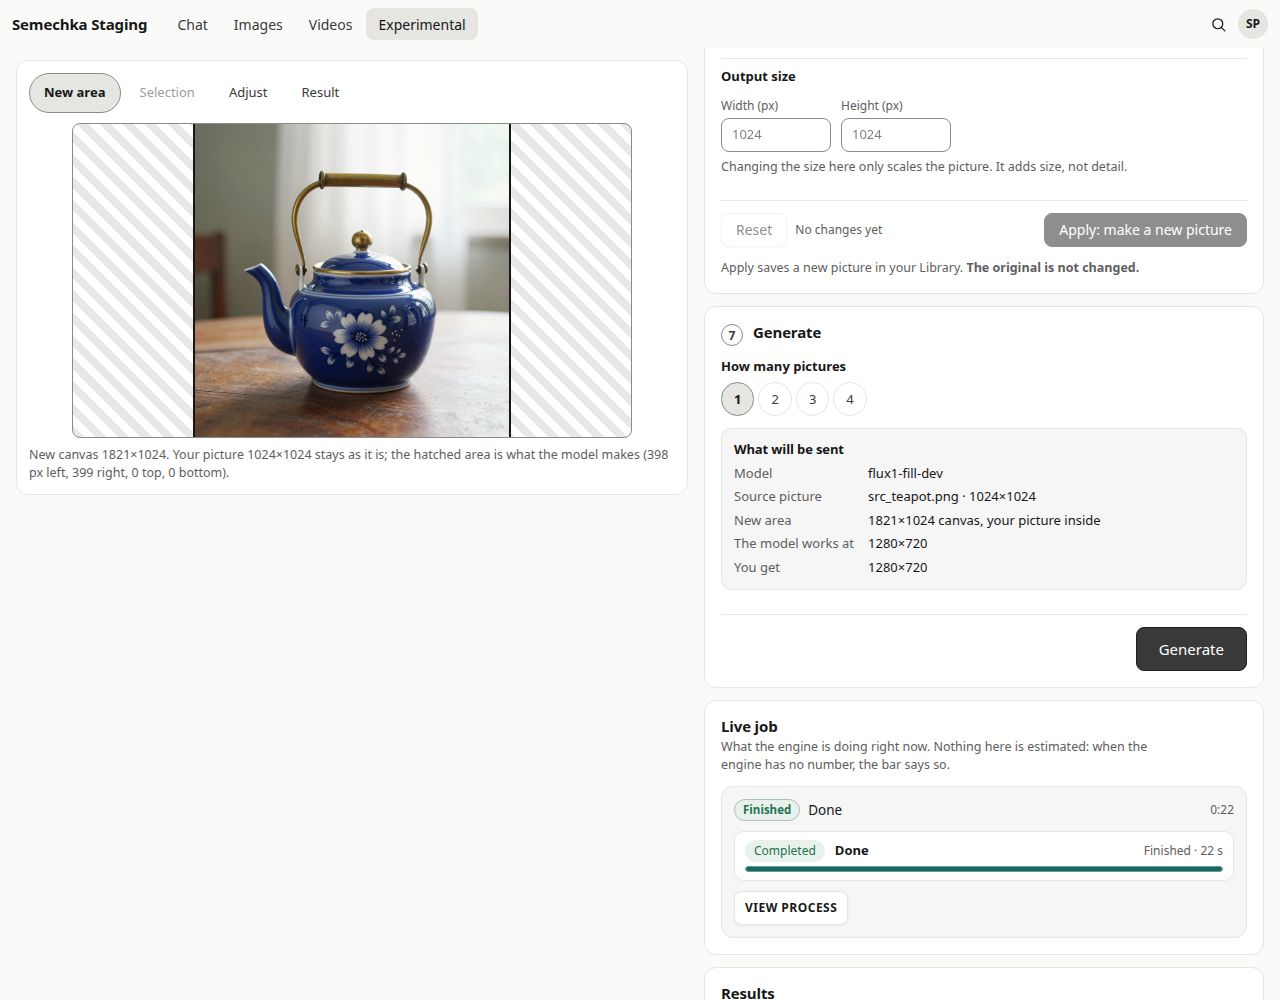 Semechka Staging
Chat
Images
Videos
Experimental
SP
New area
Selection
Adjust
Result
New canvas 1821×1024. Your picture 1024×1024 stays as it is; the hatched area is what the model makes (398
px left, 399 right, 0 top, 0 bottom).
Output size
Width (px)
Height (px)
1024
1024
Changing the size here only scales the picture. It adds size, not detail.
Reset
No changes yet
Apply: make a new picture
Apply saves a new picture in your Library. The original is not changed.
7
Generate
How many pictures
1
2
3
4
What will be sent
Model
flux1-fill-dev
Source picture
src_teapot.png · 1024×1024
New area
1821×1024 canvas, your picture inside
The model works at
1280×720
You get
1280×720
Generate
Live job
What the engine is doing right now. Nothing here is estimated: when the
engine has no number, the bar says so.
Finished
Done
0:22
Completed
Done
Finished · 22 s
VIEW PROCESS
Results